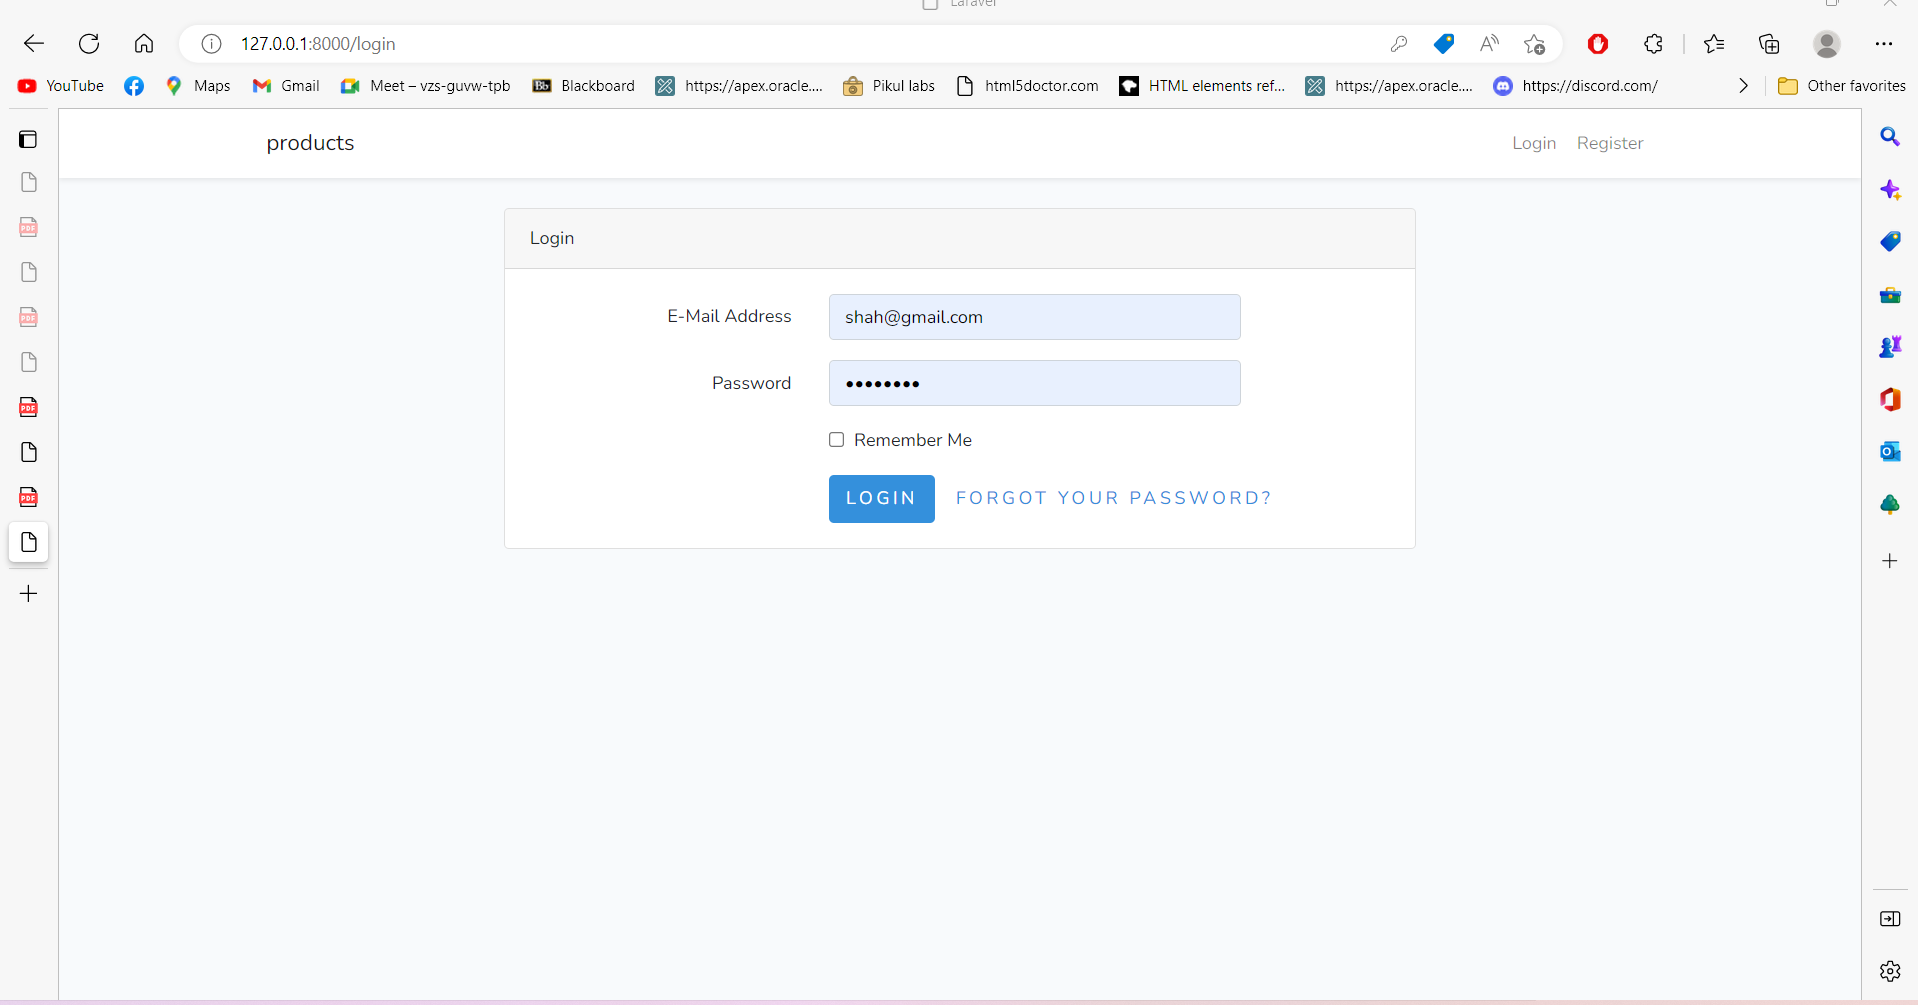 Laravel
127.0.0.1:8000/login
YouTube Maps Gmail Meet – vzs-guvw-tpb Blackboard https://apex.oracle.... Pikul labs html5doctor.com HTML elements ref... https://apex.oracle.... https://discord.com/ Other favorites
products Login Register
Login
E-Mail Address shah@gmail.com
Password ••••••••
Remember Me
LOGIN FORGOT YOUR PASSWORD?